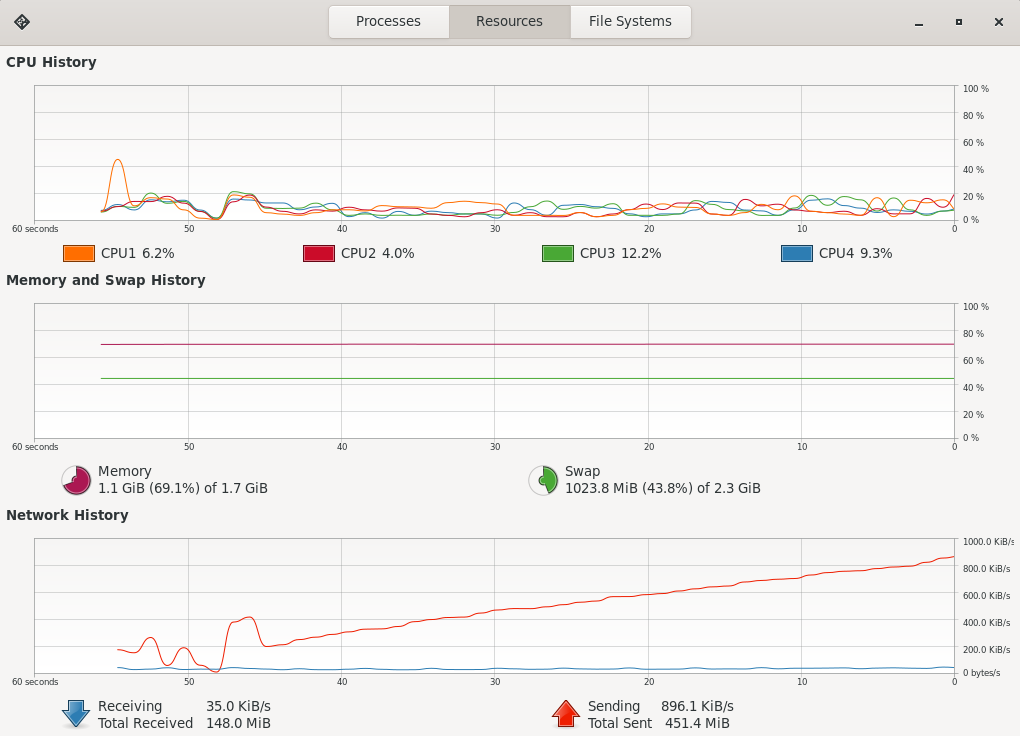 Processes Resources File Systems
CPU History
100 %
80 %
60 %
40 %
20 %
0 %
60 seconds 50 40 30 20 10 0
CPU1 6.2% CPU2 4.0% CPU3 12.2% CPU4 9.3%
Memory and Swap History
100 %
80 %
60 %
40 %
20 %
0 %
60 seconds 50 40 30 20 10 0
Memory
1.1 GiB (69.1%) of 1.7 GiB
Swap
1023.8 MiB (43.8%) of 2.3 GiB
Network History
1000.0 KiB/s
800.0 KiB/s
600.0 KiB/s
400.0 KiB/s
200.0 KiB/s
0 bytes/s
60 seconds 50 40 30 20 10 0
Receiving 35.0 KiB/s
Total Received 148.0 MiB
Sending 896.1 KiB/s
Total Sent 451.4 MiB